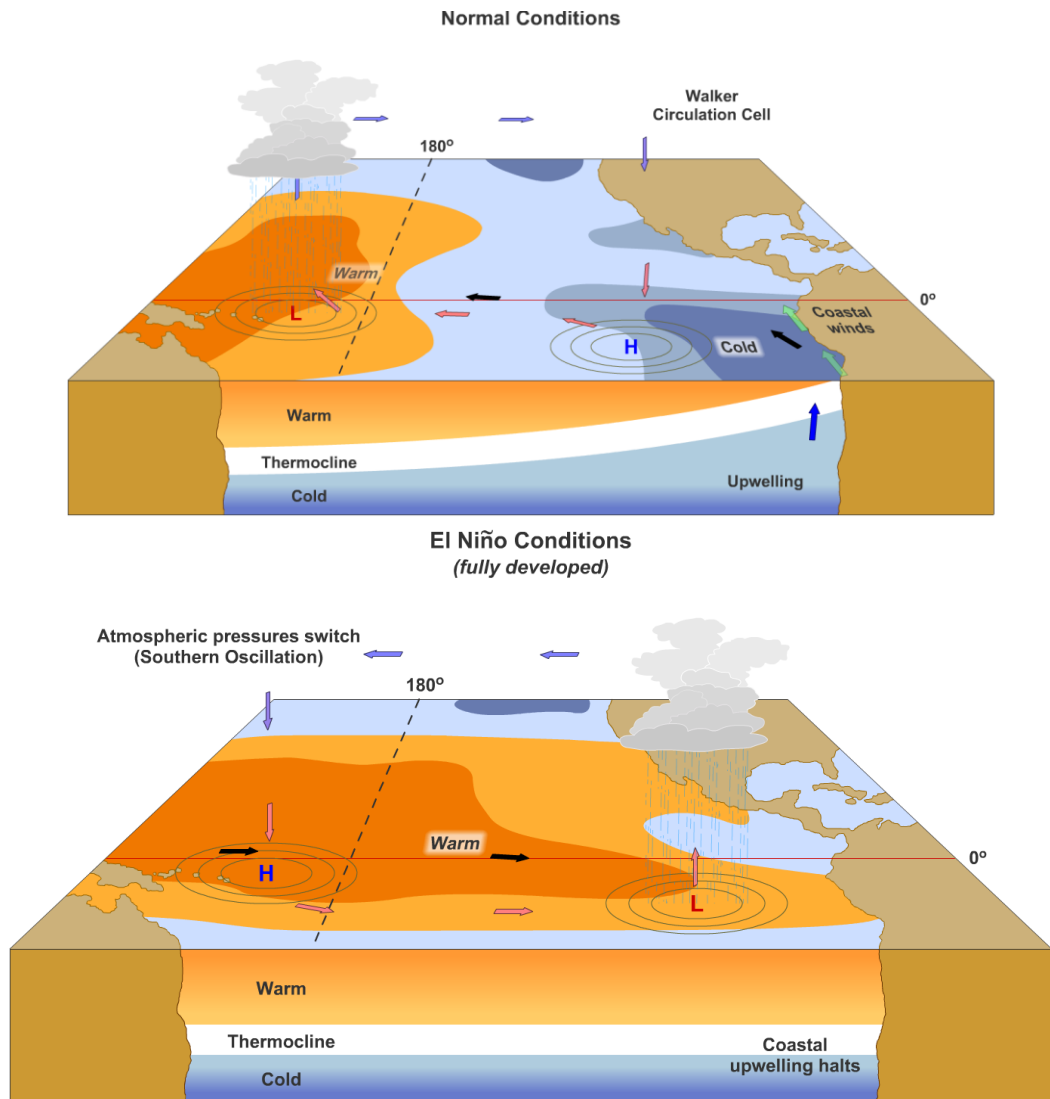 Normal Conditions
Walker
Circulation Cell
180º
Warm
0º
L
Coastal
winds
H
Cold
Warm
Thermocline
Upwelling
Cold
El Niño Conditions
(fully developed)
Atmospheric pressures switch
(Southern Oscillation)
180º
Warm
0º
H
L
Warm
Thermocline
Coastal
upwelling halts
Cold